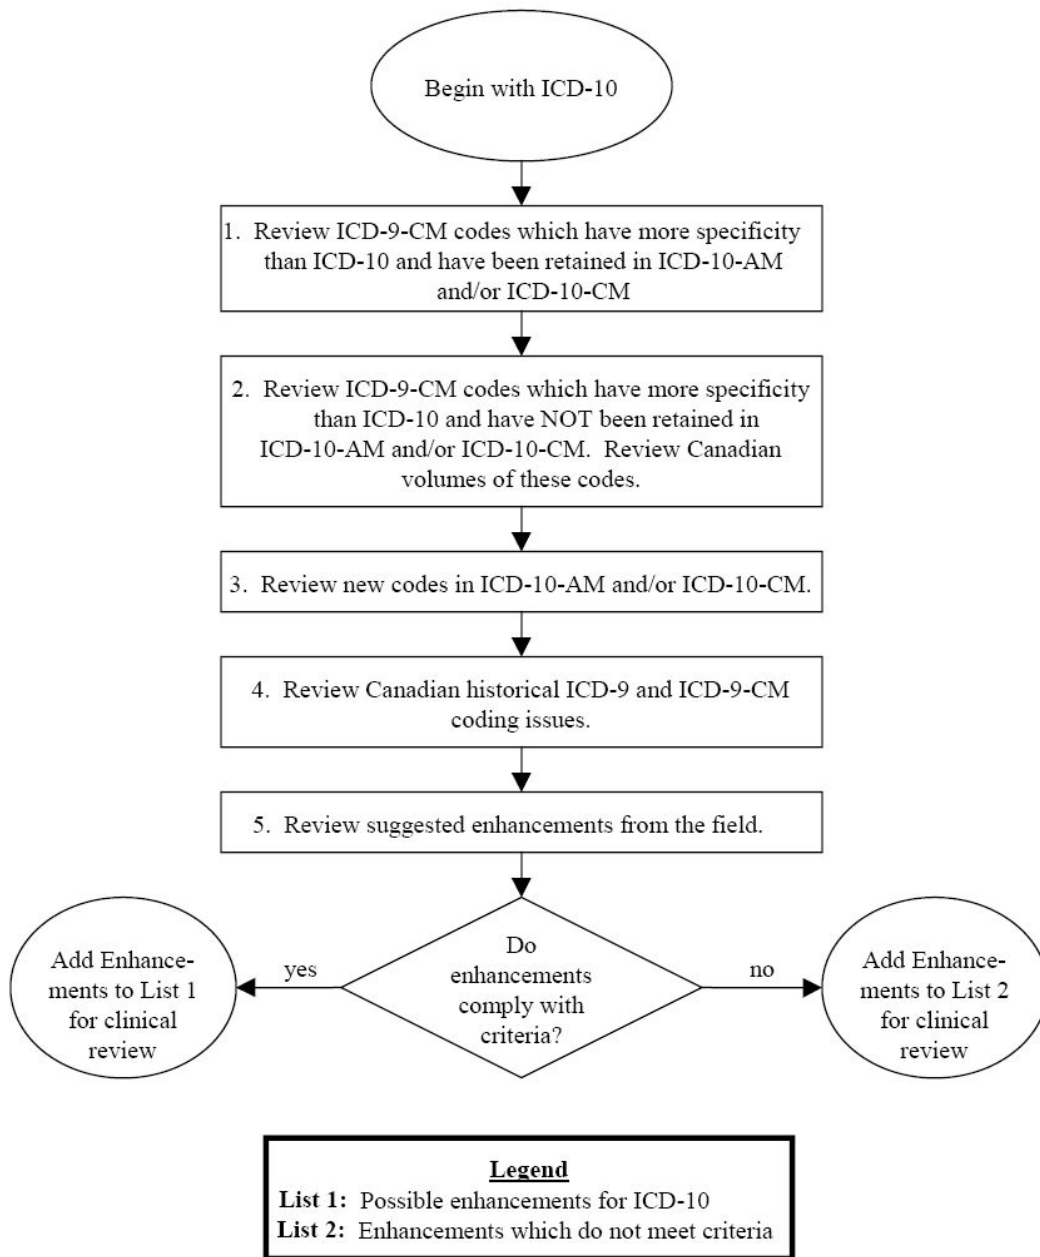 Begin with ICD-10
1.  Review ICD-9-CM codes which have more specificity
than ICD-10 and have been retained in ICD-10-AM
and/or ICD-10-CM
2.  Review ICD-9-CM codes which have more specificity
than ICD-10 and have NOT been retained in
ICD-10-AM and/or ICD-10-CM.  Review Canadian
volumes of these codes.
3.  Review new codes in ICD-10-AM and/or ICD-10-CM.
4.  Review Canadian historical ICD-9 and ICD-9-CM
coding issues.
5.  Review suggested enhancements from the field.
Add Enhance-
ments to List 1
for clinical
review
yes
Do
enhancements
comply with
criteria?
no
Add Enhance-
ments to List 2
for clinical
review
Legend
List 1:  Possible enhancements for ICD-10
List 2:  Enhancements which do not meet criteria